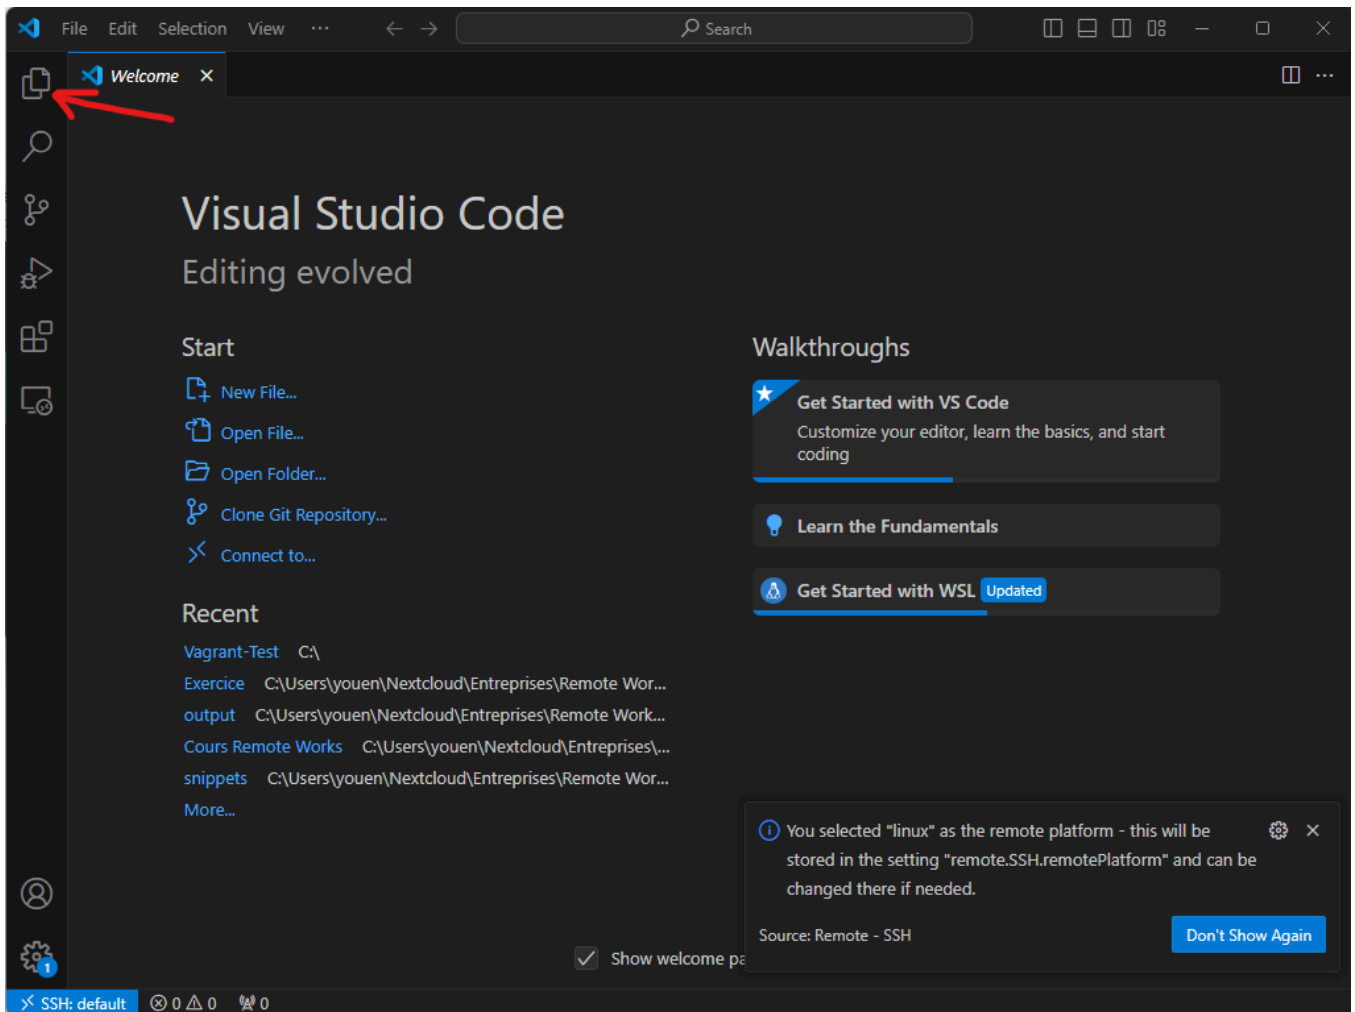 File Edit Selection View ··· Search
Welcome
Visual Studio Code
Editing evolved
Start
New File...
Open File...
Open Folder...
Clone Git Repository...
Connect to...
Recent
Vagrant-Test C:\
Exercice C:\Users\youen\Nextcloud\Entreprises\Remote Wor...
output C:\Users\youen\Nextcloud\Entreprises\Remote Work...
Cours Remote Works C:\Users\youen\Nextcloud\Entreprises\...
snippets C:\Users\youen\Nextcloud\Entreprises\Remote Wor...
More...
Walkthroughs
Get Started with VS Code
Customize your editor, learn the basics, and start
coding
Learn the Fundamentals
Get Started with WSL Updated
You selected "linux" as the remote platform - this will be
stored in the setting "remote.SSH.remotePlatform" and can be
changed there if needed.
Source: Remote - SSH
Don't Show Again
Show welcome pa
1
SSH: default 0 0 0